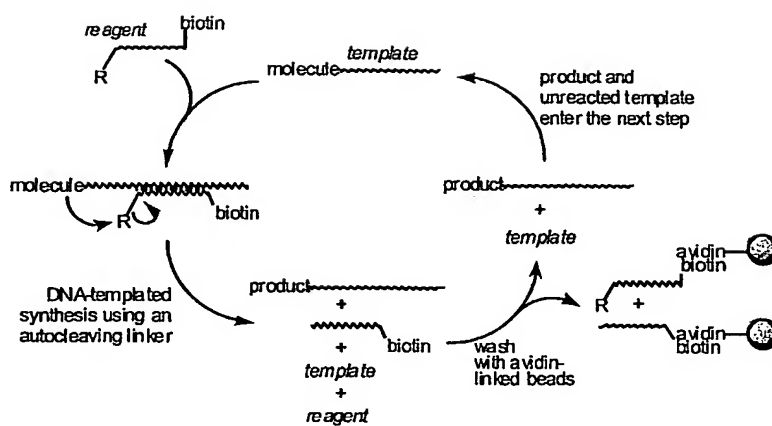 biotin
reagent
R
template
molecule
product and
unreacted template
enter the next step
molecule
R
biotin
product
+
template
avidin
biotin
R
+
avidin
biotin
DNA-templated
synthesis using an
autocleaving linker
product
+
biotin
+
template
+
reagent
wash
with avidin-
linked beads